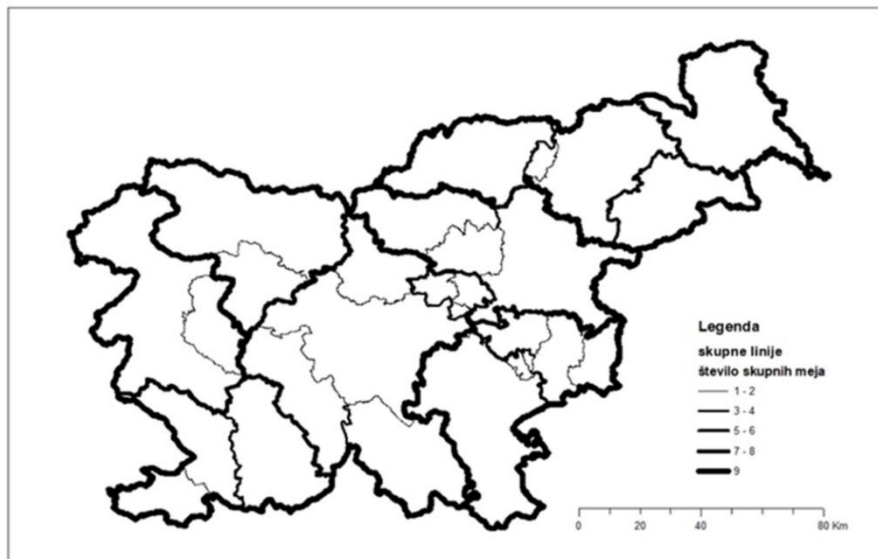 Legenda
skupne linije
število skupnih meja
1 - 2
3 - 4
5 - 6
7 - 8
9
0 20 40 80 Km